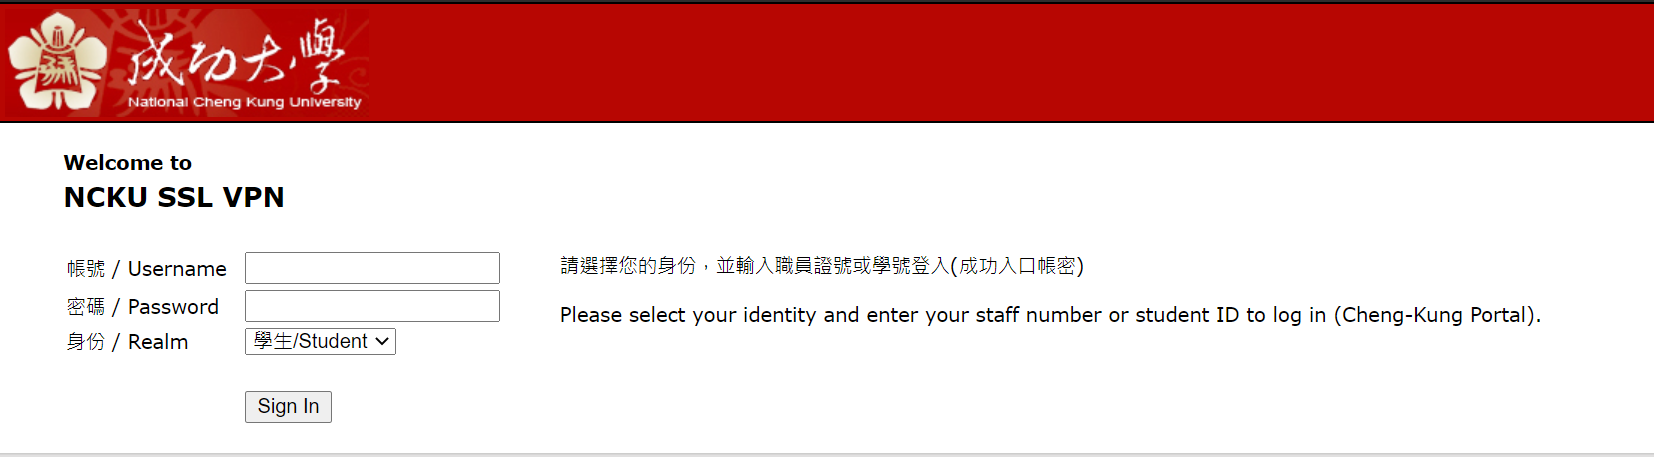 成功大學
National Cheng Kung University
Welcome to
NCKU SSL VPN
帳號 / Username
密碼 / Password
身份 / Realm
學生/Student
Sign In
請選擇您的身份，並輸入職員證號或學號登入(成功入口帳密)
Please select your identity and enter your staff number or student ID to log in (Cheng-Kung Portal).